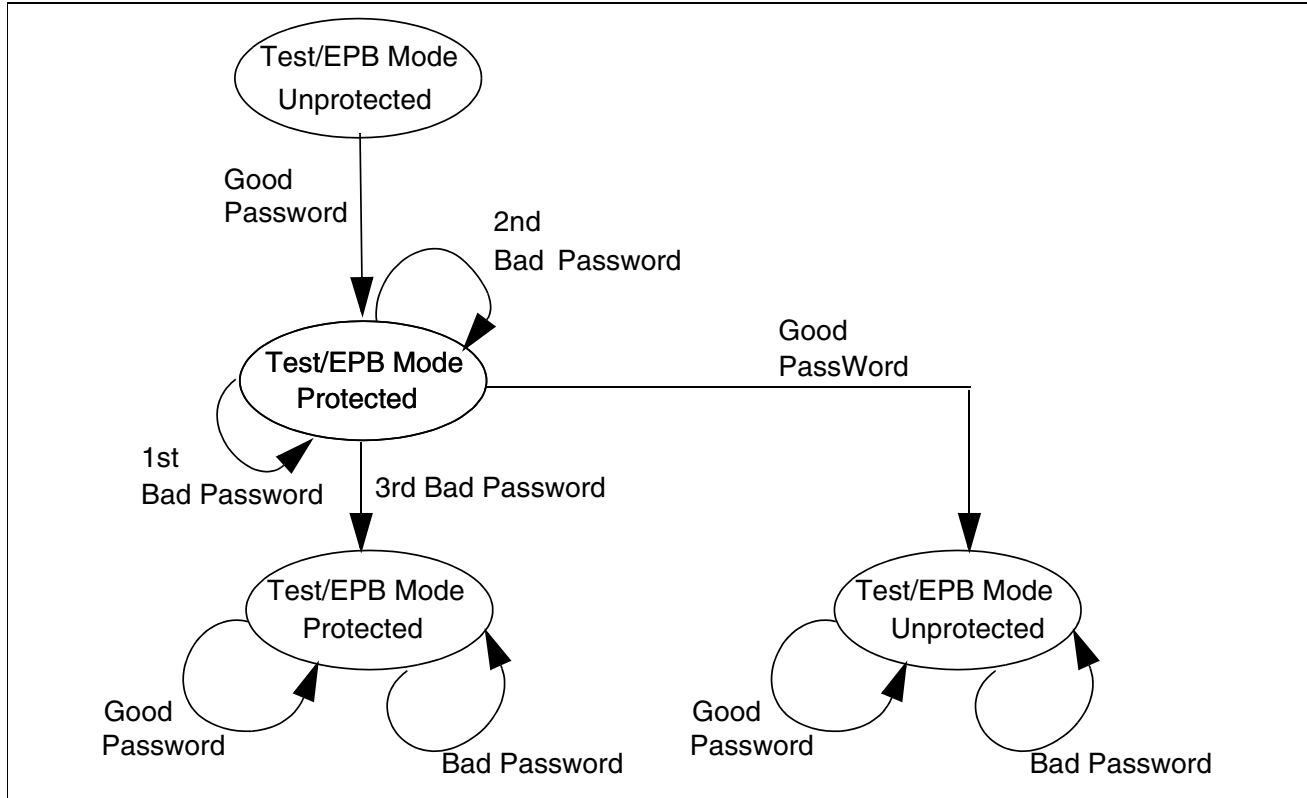 Test/EPB Mode
Unprotected
Good
Password
2nd
Bad Password
Test/EPB Mode
Protected
Good
PassWord
1st
Bad Password
3rd Bad Password
Test/EPB Mode
Protected
Good
Password
Bad Password
Test/EPB Mode
Unprotected
Good
Password
Bad Password